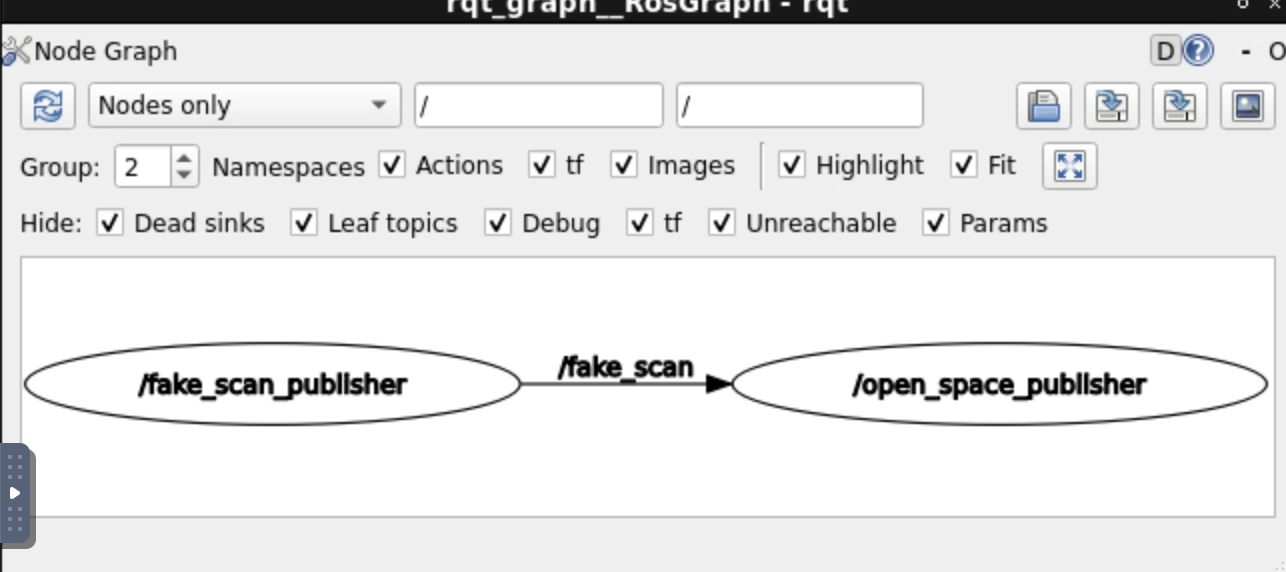 rqt_graph__RosGraph - rqt
Node Graph D ? - O
Nodes only / /
Group: 2 Namespaces Actions tf Images Highlight Fit
Hide: Dead sinks Leaf topics Debug tf Unreachable Params
/fake_scan
/fake_scan_publisher /open_space_publisher